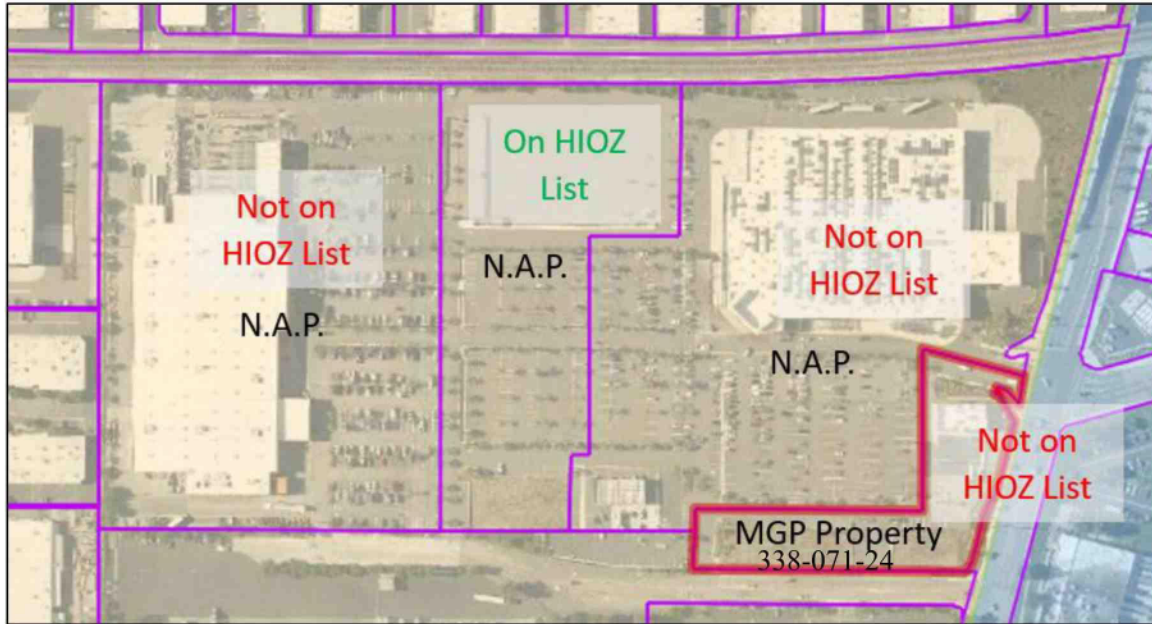 On HIOZ
List
Not on
HIOZ List
N.A.P.
Not on
HIOZ List
N.A.P.
N.A.P.
Not on
HIOZ List
MGP Property
338-071-24